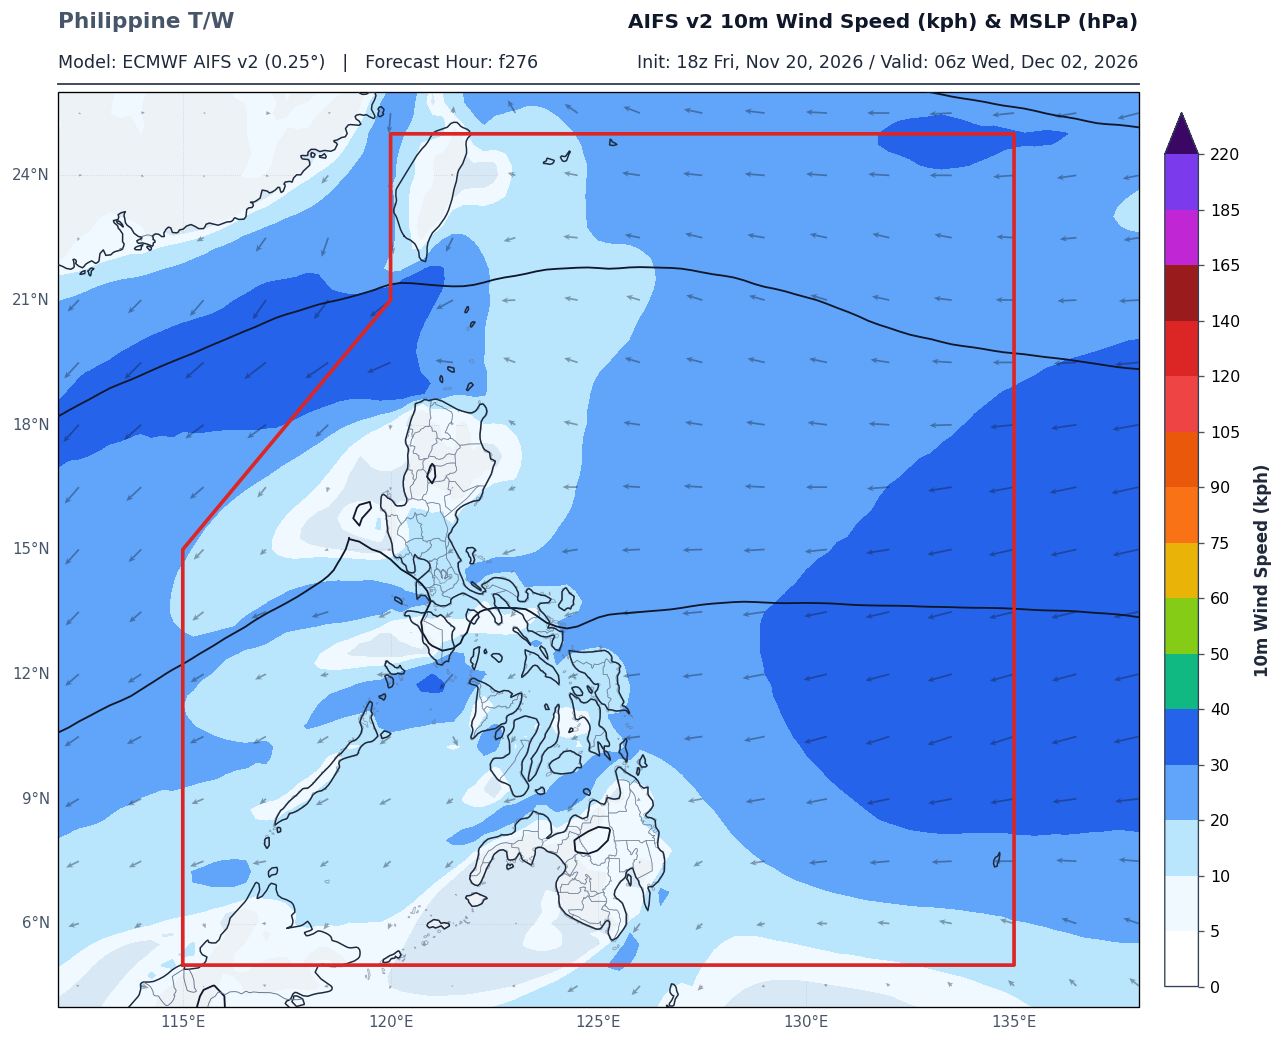 Philippine T/W
AIFS v2 10m Wind Speed (kph) & MSLP (hPa)
Model: ECMWF AIFS v2 (0.25°) | Forecast Hour: f276
Init: 18z Fri, Nov 20, 2026 / Valid: 06z Wed, Dec 02, 2026
24°N
21°N
18°N
15°N
12°N
9°N
6°N
115°E
120°E
125°E
130°E
135°E
220
185
165
140
120
105
90
75
60
50
40
30
20
10
5
0
10m Wind Speed (kph)